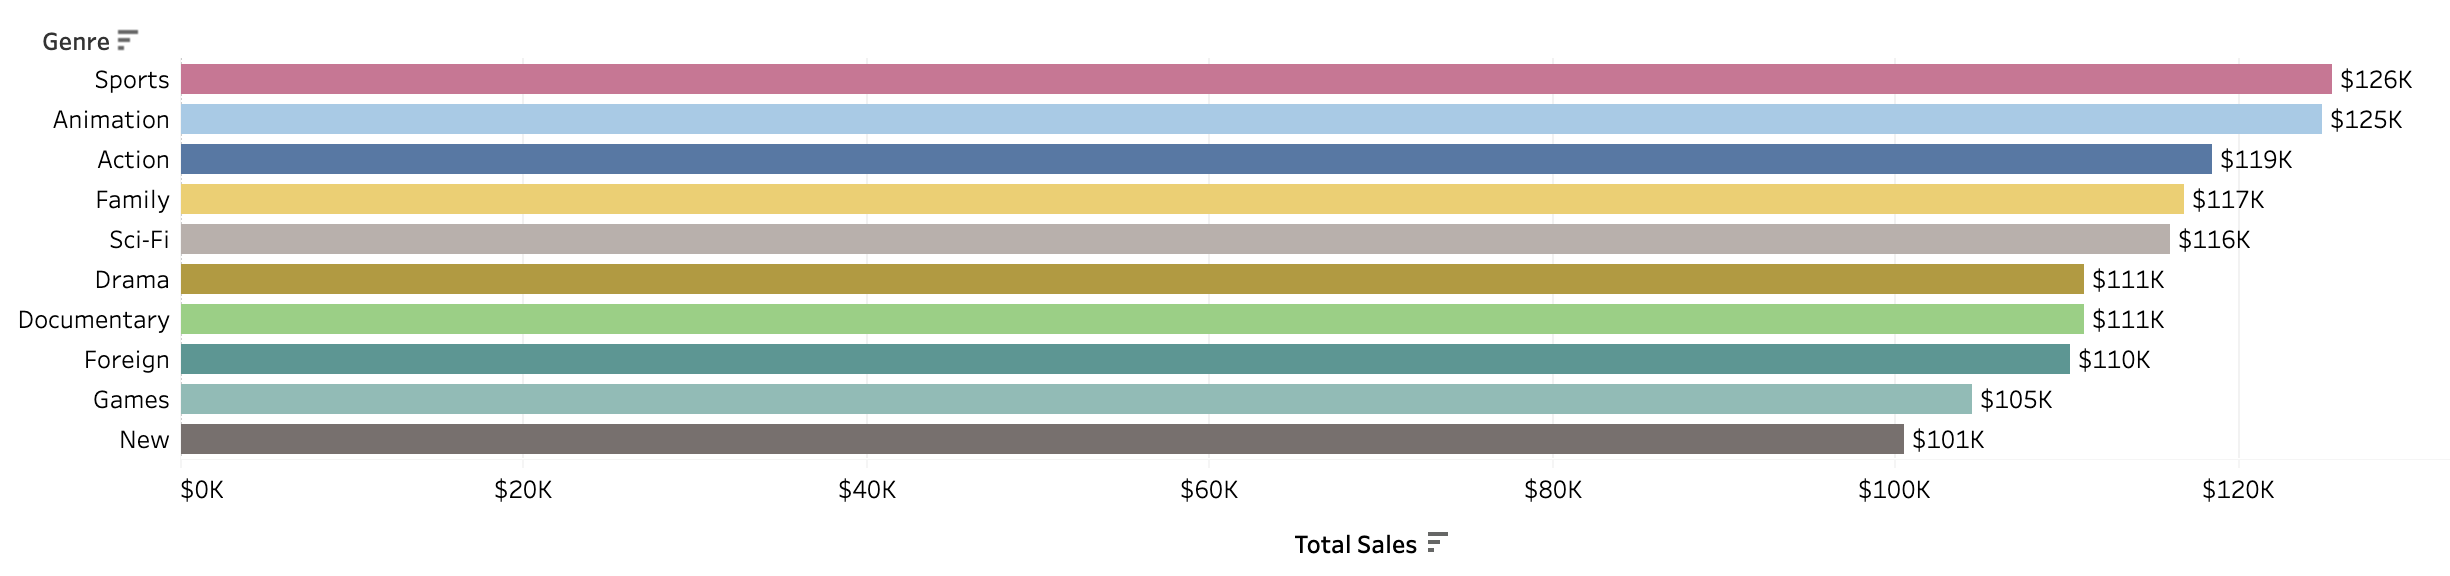 Genre
Sports $126K
Animation $125K
Action $119K
Family $117K
Sci-Fi $116K
Drama $111K
Documentary $111K
Foreign $110K
Games $105K
New $101K
$0K $20K $40K $60K $80K $100K $120K
Total Sales